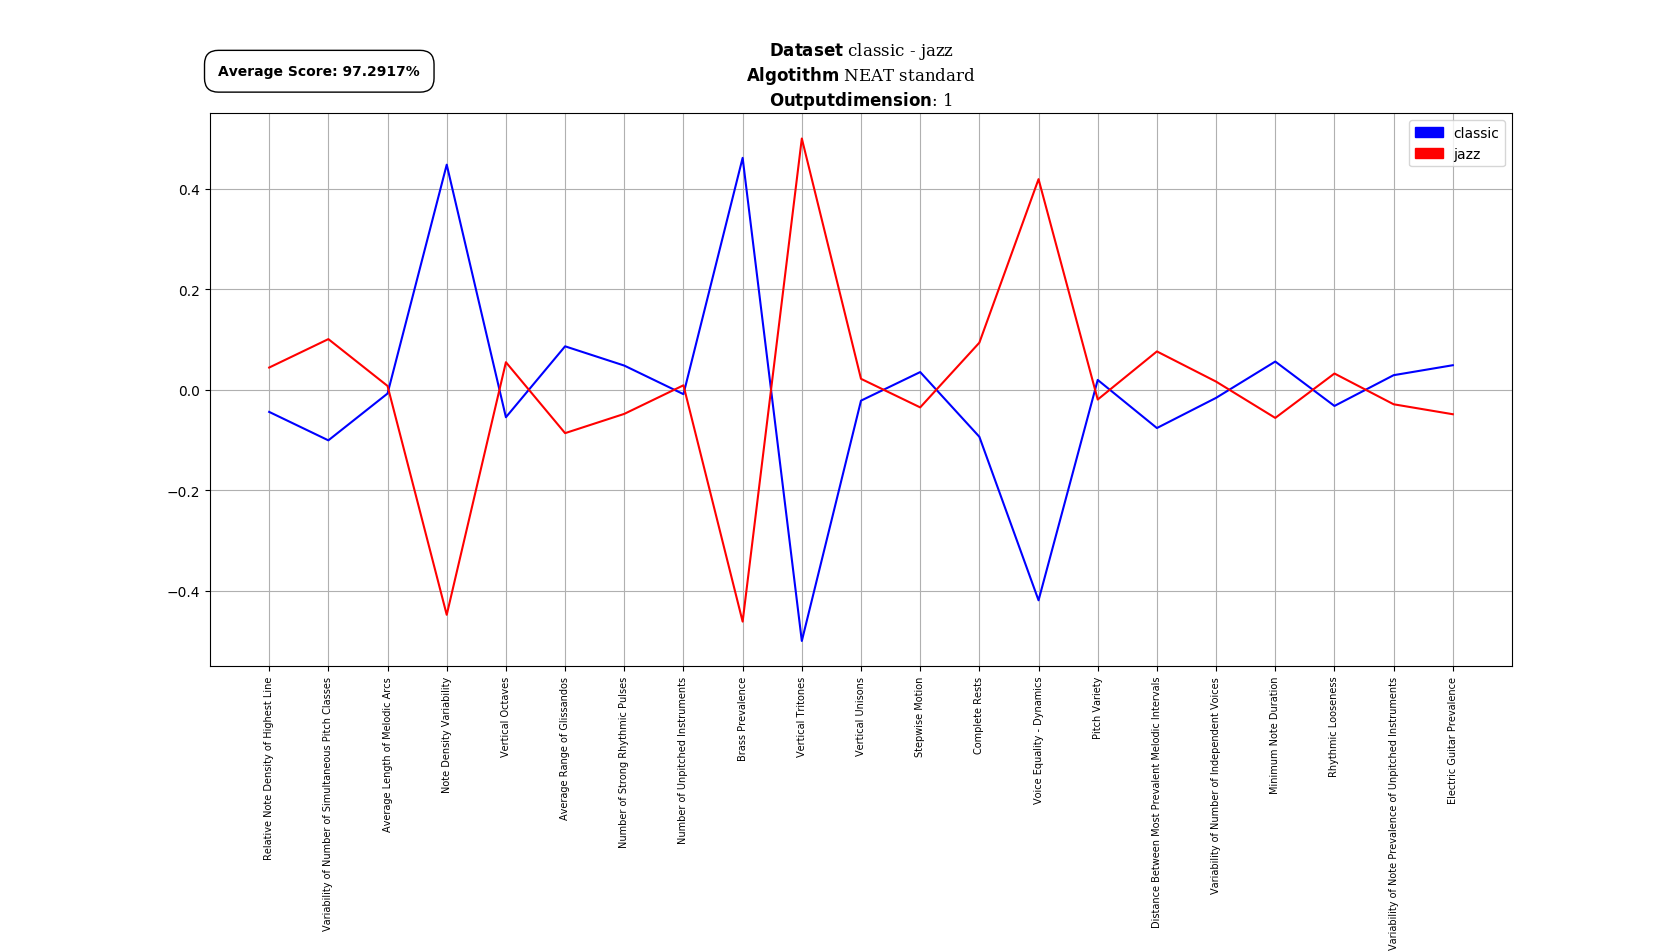 Dataset classic - jazz
Average Score: 97.2917%
Algotithm NEAT standard
Outputdimension: 1
classic
jazz
0.4
0.2
0.0
−0.2
−0.4
Relative Note Density of Highest Line
Variability of Number of Simultaneous Pitch Classes
Average Length of Melodic Arcs
Note Density Variability
Vertical Octaves
Average Range of Glissandos
Number of Strong Rhythmic Pulses
Number of Unpitched Instruments
Brass Prevalence
Vertical Tritones
Vertical Unisons
Stepwise Motion
Complete Rests
Voice Equality - Dynamics
Pitch Variety
Distance Between Most Prevalent Melodic Intervals
Variability of Number of Independent Voices
Minimum Note Duration
Rhythmic Looseness
Variability of Note Prevalence of Unpitched Instruments
Electric Guitar Prevalence